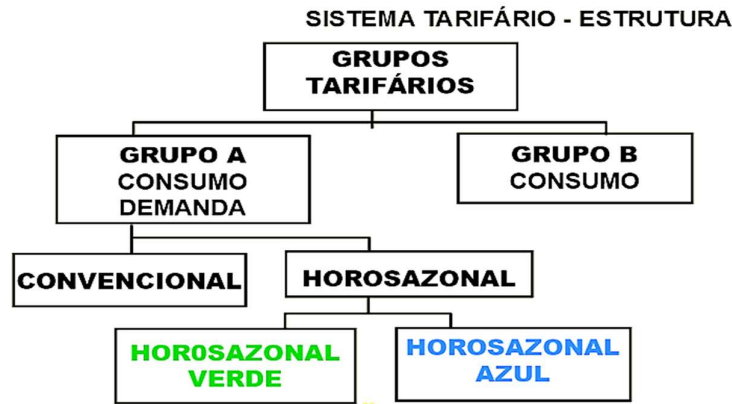 SISTEMA TARIFÁRIO - ESTRUTURA
GRUPOS
TARIFÁRIOS
GRUPO A
CONSUMO
DEMANDA
GRUPO B
CONSUMO
CONVENCIONAL
HOROSAZONAL
HOR0SAZONAL
VERDE
HOROSAZONAL
AZUL